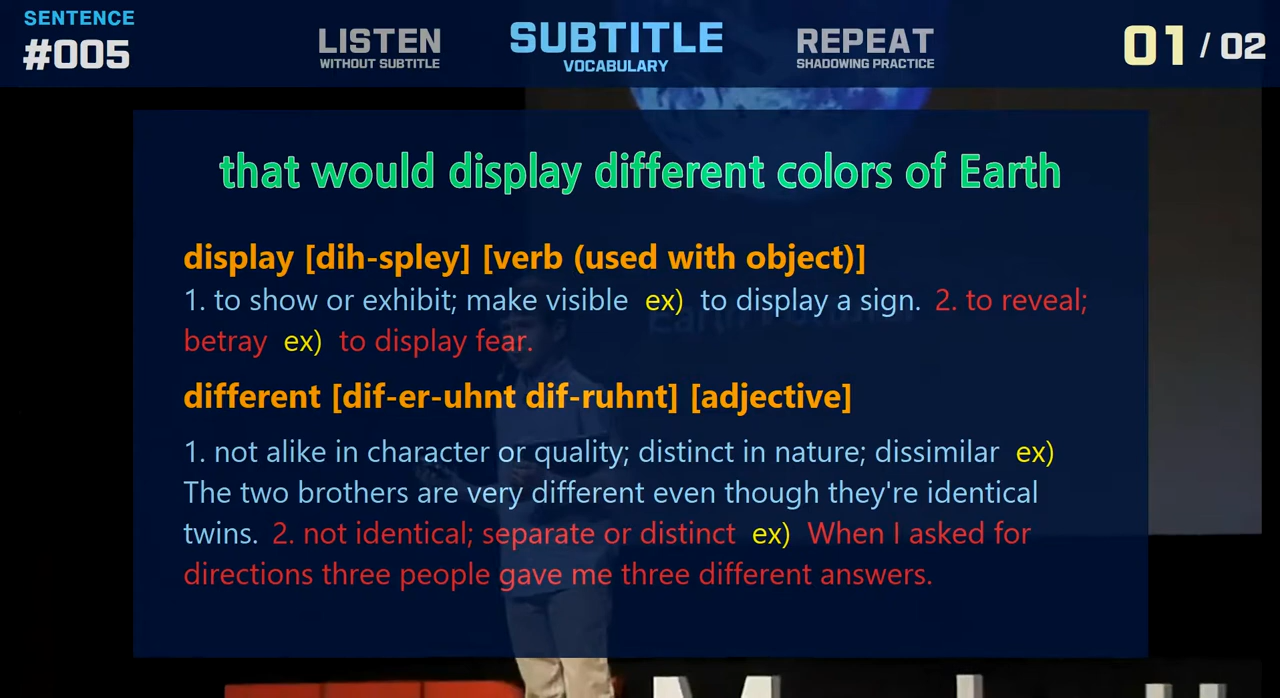 SENTENCE
#005
LISTEN
WITHOUT SUBTITLE
SUBTITLE
VOCABULARY
REPEAT
SHADOWING PRACTICE
01 / 02
that would display different colors of Earth
display [dih-spley] [verb (used with object)]
1. to show or exhibit; make visible ex) to display a sign. 2. to reveal;
betray ex) to display fear.
different [dif-er-uhnt dif-ruhnt] [adjective]
1. not alike in character or quality; distinct in nature; dissimilar ex)
The two brothers are very different even though they're identical
twins. 2. not identical; separate or distinct ex) When I asked for
directions three people gave me three different answers.